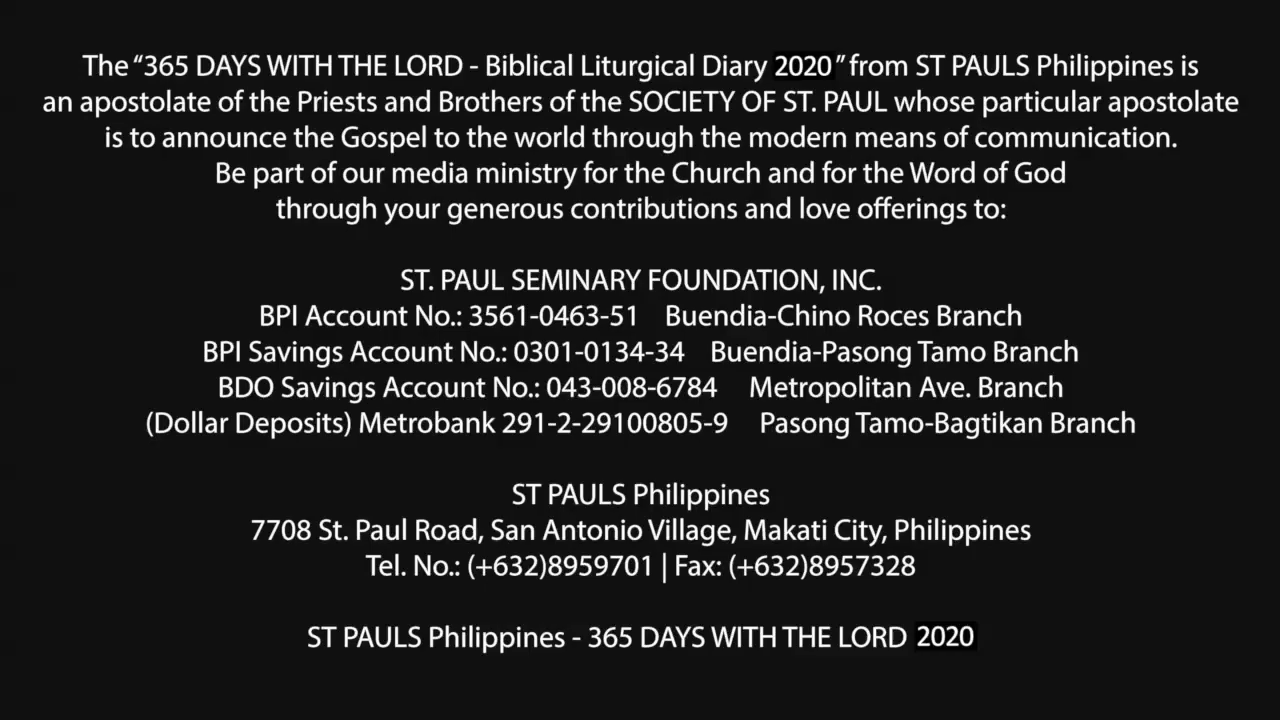 The “365 DAYS WITH THE LORD - Biblical Liturgical Diary 2020” from ST PAULS Philippines is
an apostolate of the Priests and Brothers of the SOCIETY OF ST. PAUL whose particular apostolate
is to announce the Gospel to the world through the modern means of communication.
Be part of our media ministry for the Church and for the Word of God
through your generous contributions and love offerings to:
ST. PAUL SEMINARY FOUNDATION, INC.
BPI Account No.: 3561-0463-51 Buendia-Chino Roces Branch
BPI Savings Account No.: 0301-0134-34 Buendia-Pasong Tamo Branch
BDO Savings Account No.: 043-008-6784 Metropolitan Ave. Branch
(Dollar Deposits) Metrobank 291-2-29100805-9 Pasong Tamo-Bagtikan Branch
ST PAULS Philippines
7708 St. Paul Road, San Antonio Village, Makati City, Philippines
Tel. No.: (+632)8959701 | Fax: (+632)8957328
ST PAULS Philippines - 365 DAYS WITH THE LORD 2020